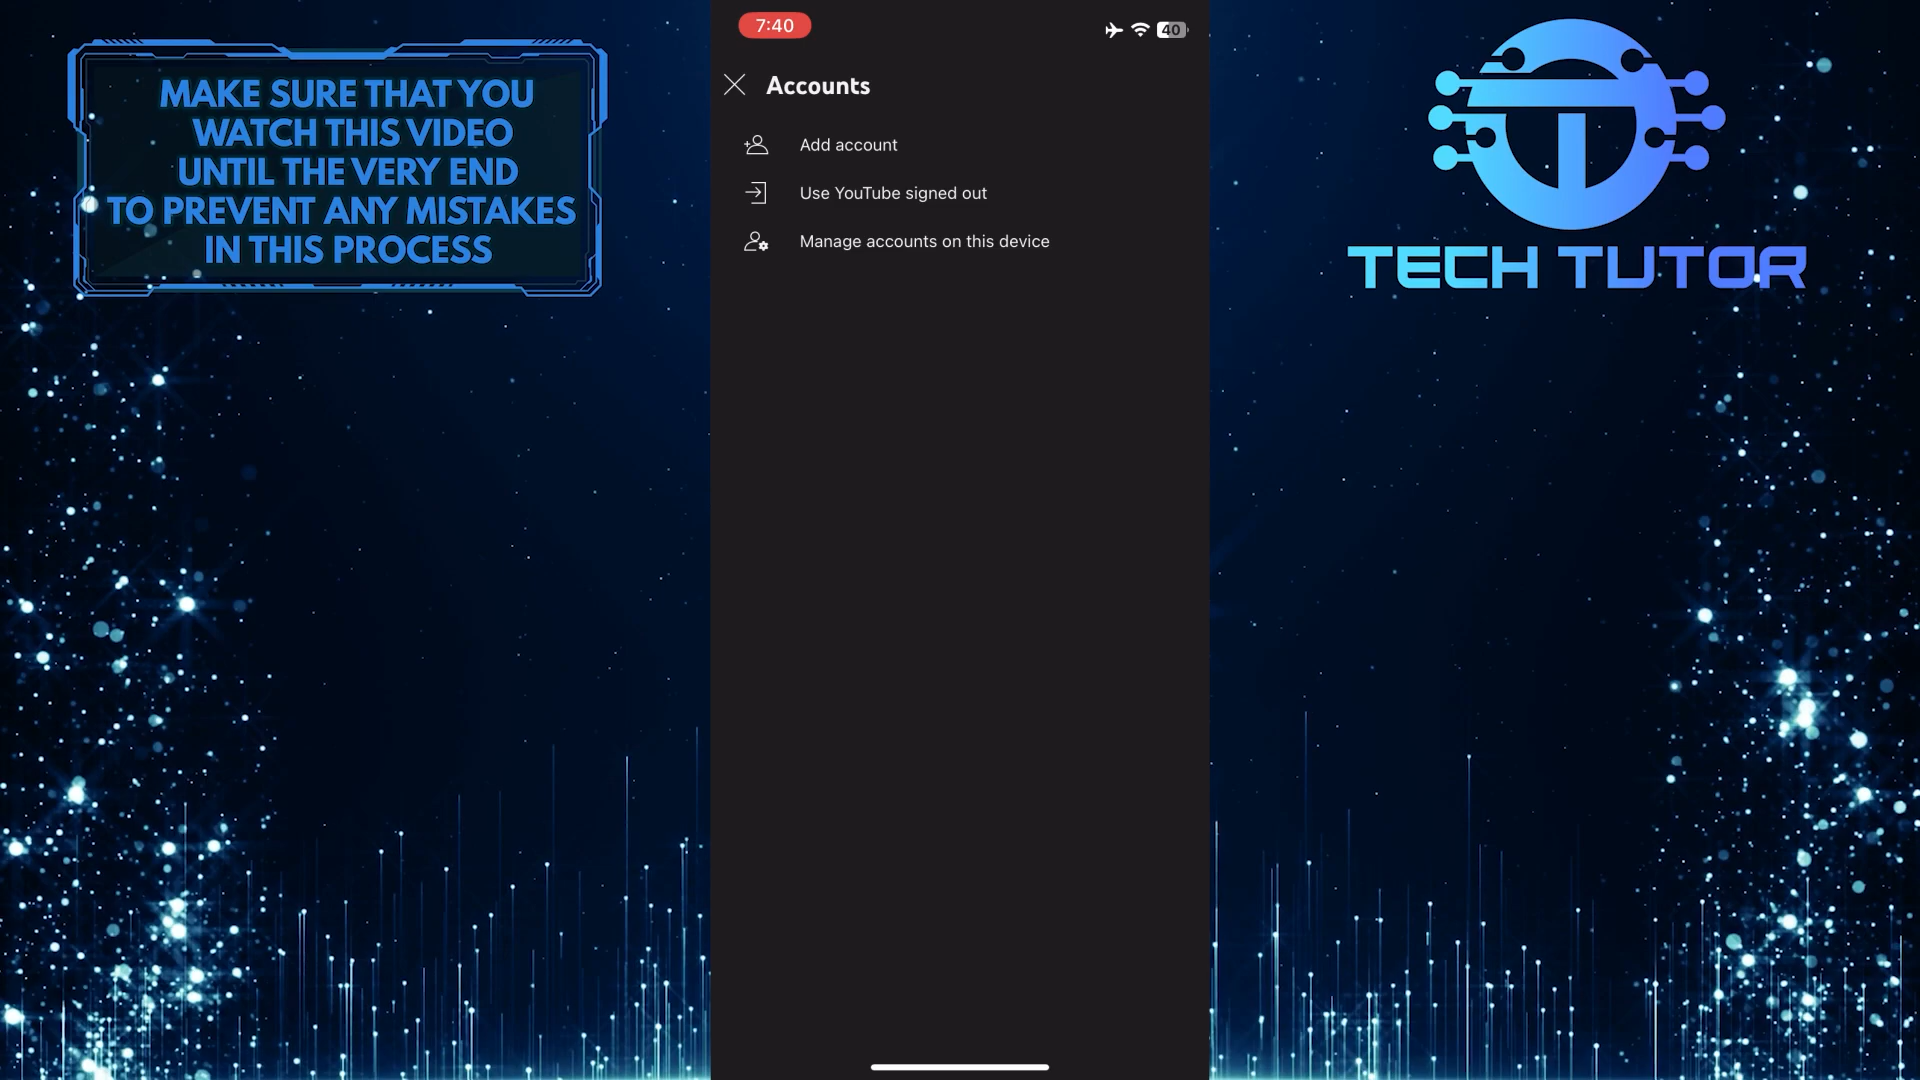 MAKE SURE THAT YOU
WATCH THIS VIDEO
UNTIL THE VERY END
TO PREVENT ANY MISTAKES
IN THIS PROCESS
7:40
40
Accounts
Add account
Use YouTube signed out
Manage accounts on this device
TECH TUTOR